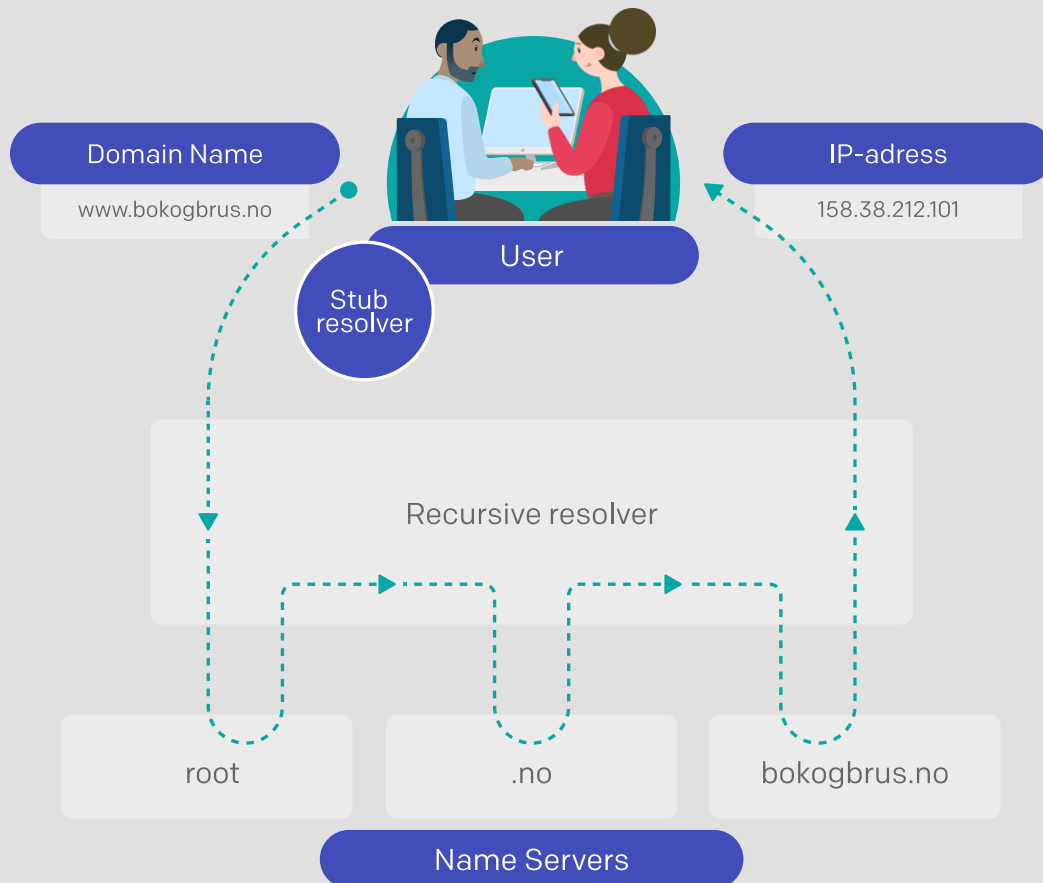 Domain Name
www.bokogbrus.no
IP-adress
158.38.212.101
User
Stub
resolver
Recursive resolver
root
.no
bokogbrus.no
Name Servers